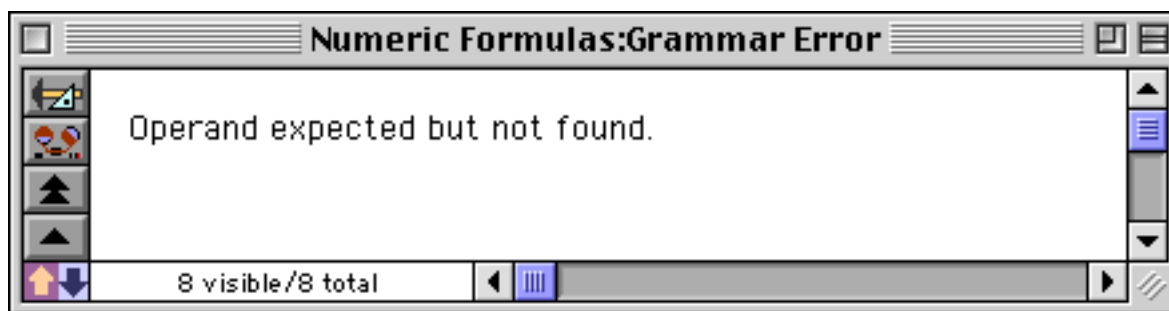 Numeric Formulas:Grammar Error
Operand expected but not found.
8 visible/8 total